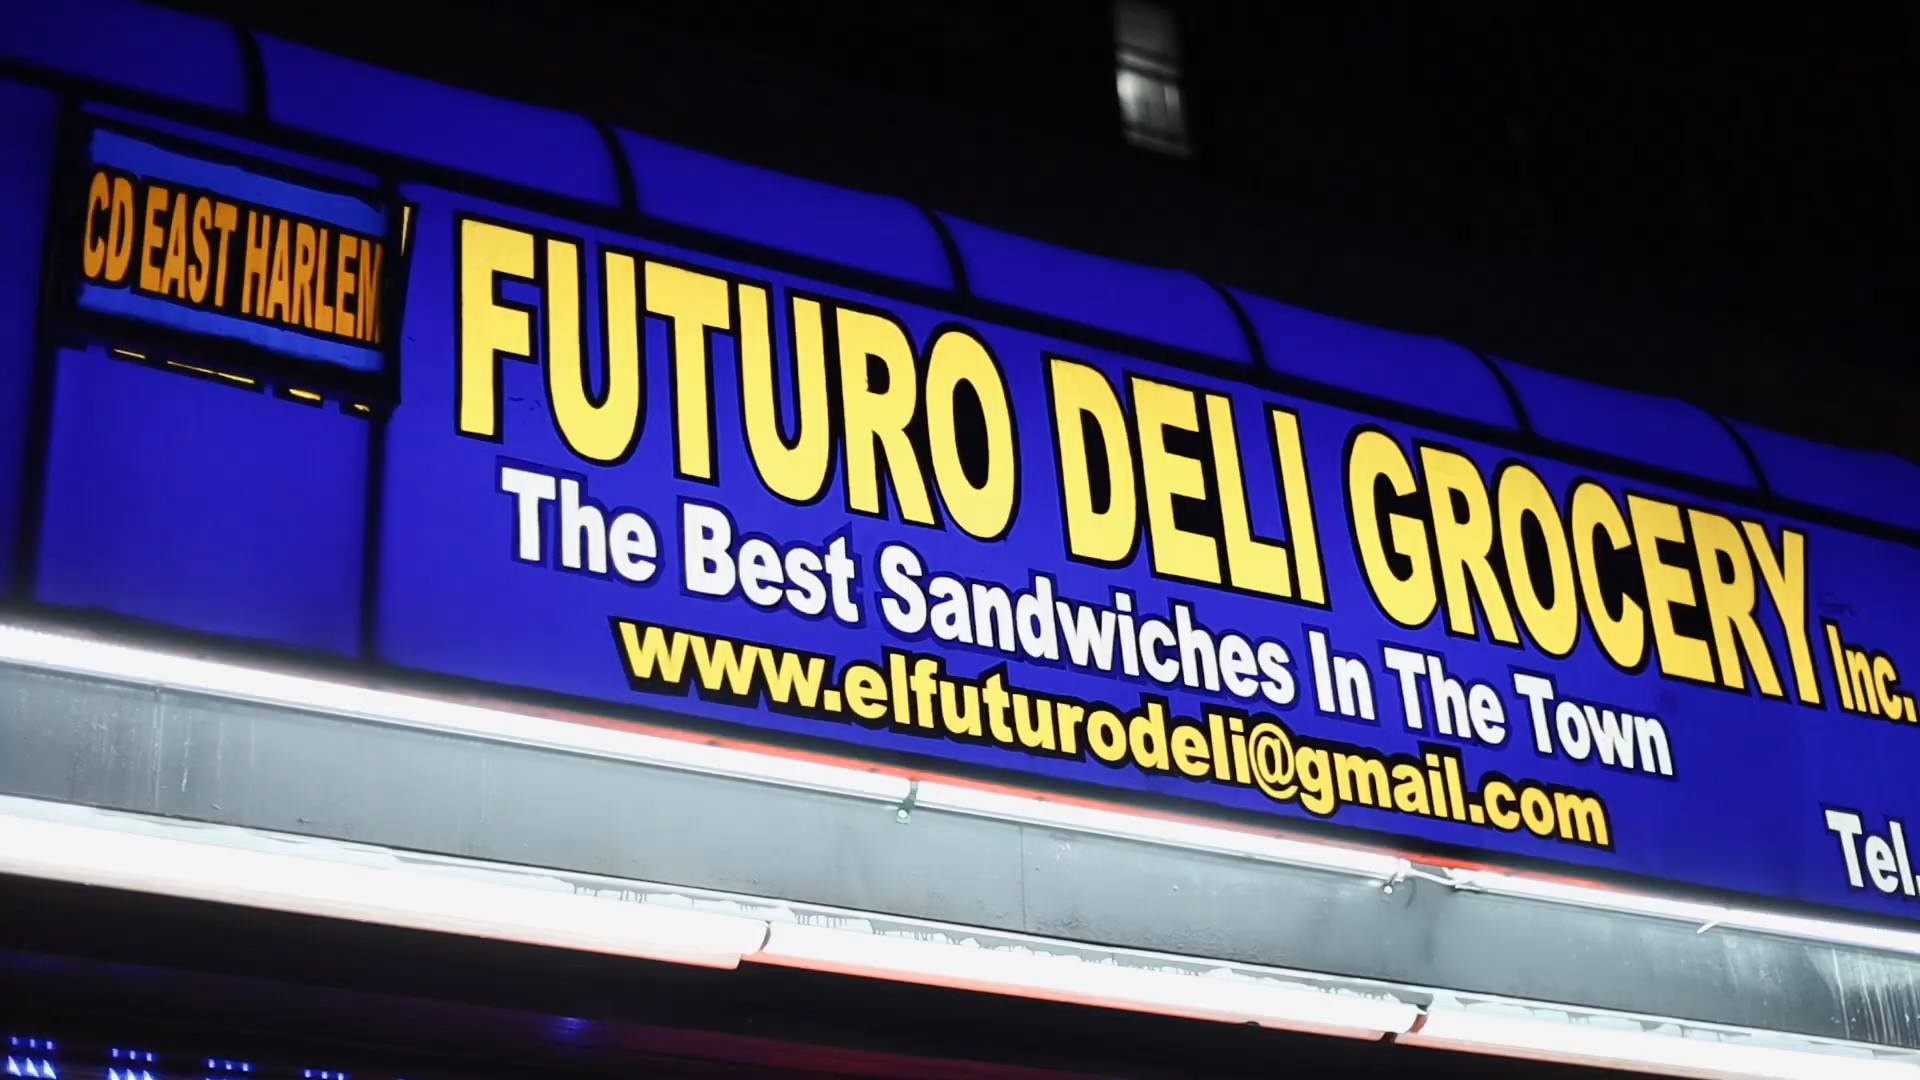 CD EAST HARLEM
FUTURO DELI GROCERY Inc.
The Best Sandwiches In The Town
www.elfuturodeli@gmail.com
Tel.